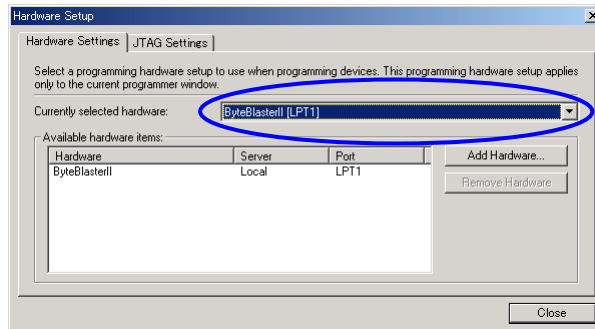 Hardware Setup
Hardware Settings
JTAG Settings
Select a programming hardware setup to use when programming devices. This programming hardware setup applies
only to the current programmer window.
Currently selected hardware:
ByteBlasterII [LPT1]
Available hardware items:
Hardware Server Port
ByteBlasterII Local LPT1
Add Hardware...
Remove Hardware
Close